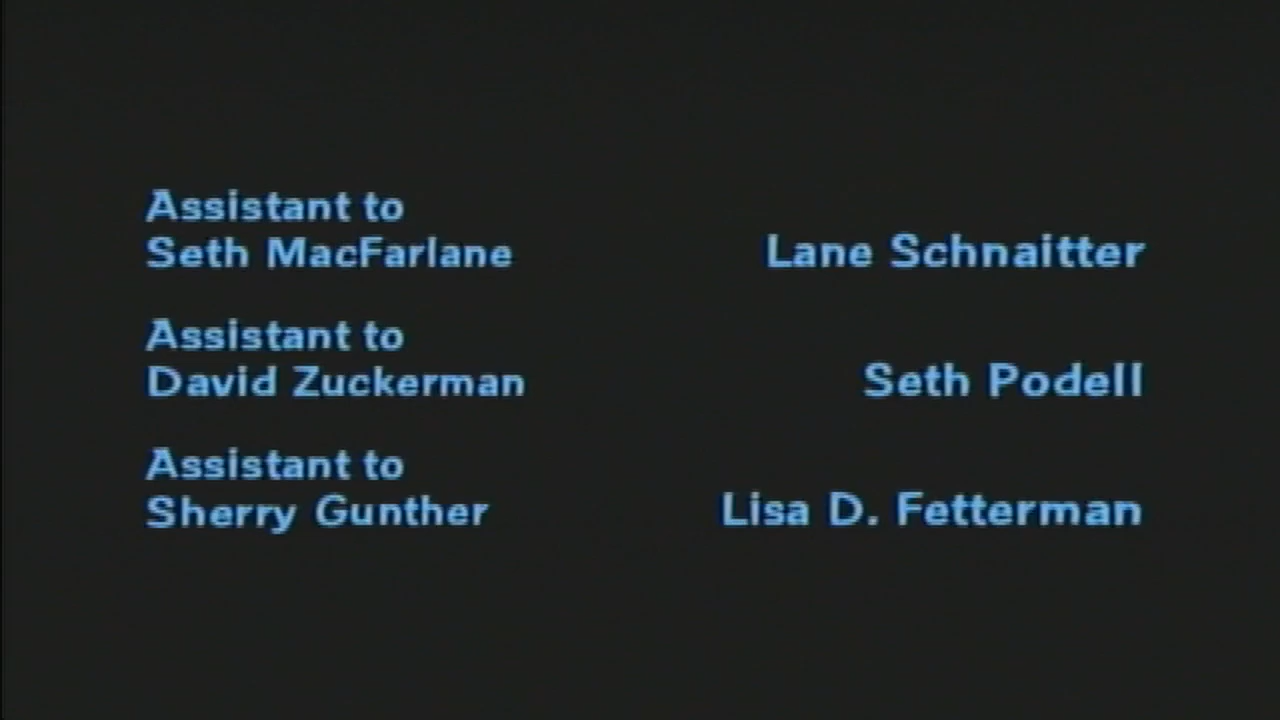 Assistant to
Seth MacFarlane Lane Schnaitter
Assistant to
David Zuckerman Seth Podell
Assistant to
Sherry Gunther Lisa D. Fetterman